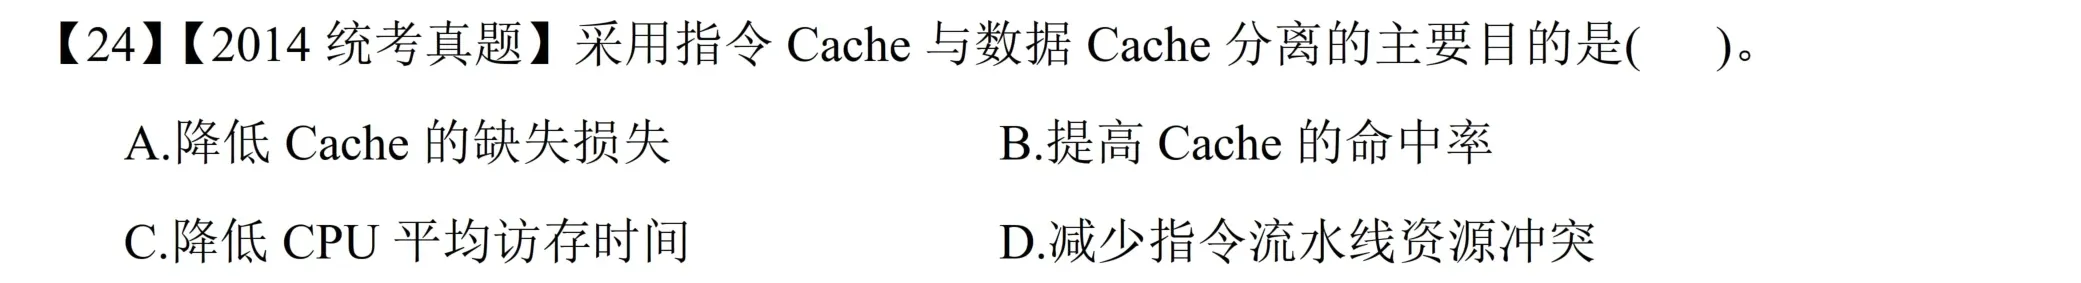 【24】【2014 统考真题】采用指令 Cache 与数据 Cache 分离的主要目的是(　　)。
A.降低 Cache 的缺失损失　　B.提高 Cache 的命中率
C.降低 CPU 平均访存时间　　D.减少指令流水线资源冲突